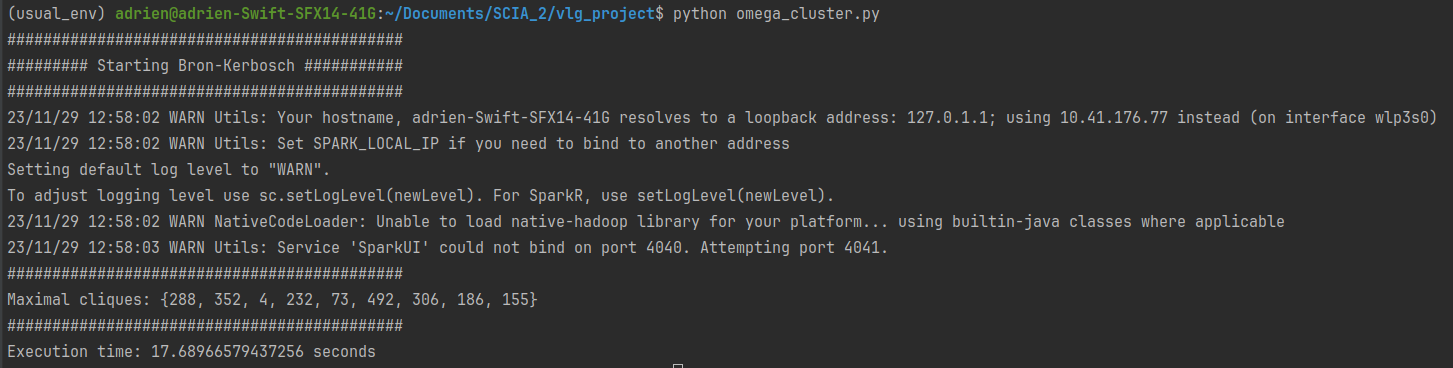 (usual_env) adrien@adrien-Swift-SFX14-41G:~/Documents/SCIA_2/vlg_project$ python omega_cluster.py
############################################
######### Starting Bron-Kerbosch ###########
############################################
23/11/29 12:58:02 WARN Utils: Your hostname, adrien-Swift-SFX14-41G resolves to a loopback address: 127.0.1.1; using 10.41.176.77 instead (on interface wlp3s0)
23/11/29 12:58:02 WARN Utils: Set SPARK_LOCAL_IP if you need to bind to another address
Setting default log level to "WARN".
To adjust logging level use sc.setLogLevel(newLevel). For SparkR, use setLogLevel(newLevel).
23/11/29 12:58:02 WARN NativeCodeLoader: Unable to load native-hadoop library for your platform... using builtin-java classes where applicable
23/11/29 12:58:03 WARN Utils: Service 'SparkUI' could not bind on port 4040. Attempting port 4041.
############################################
Maximal cliques: {288, 352, 4, 232, 73, 492, 306, 186, 155}
############################################
Execution time: 17.68966579437256 seconds